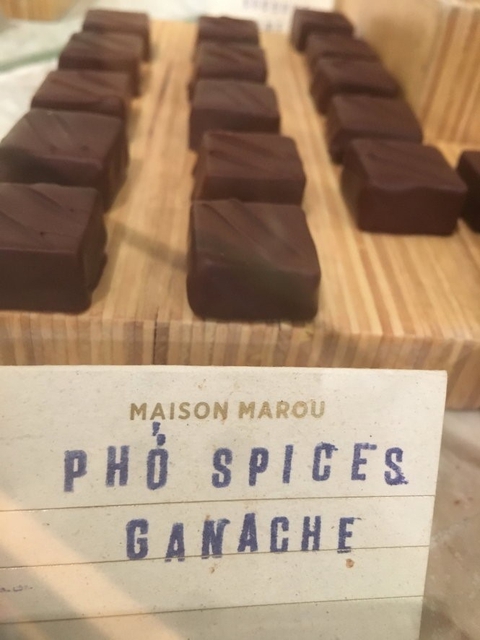 MAISON MAROU
PHỞ SPICES
GANACHE